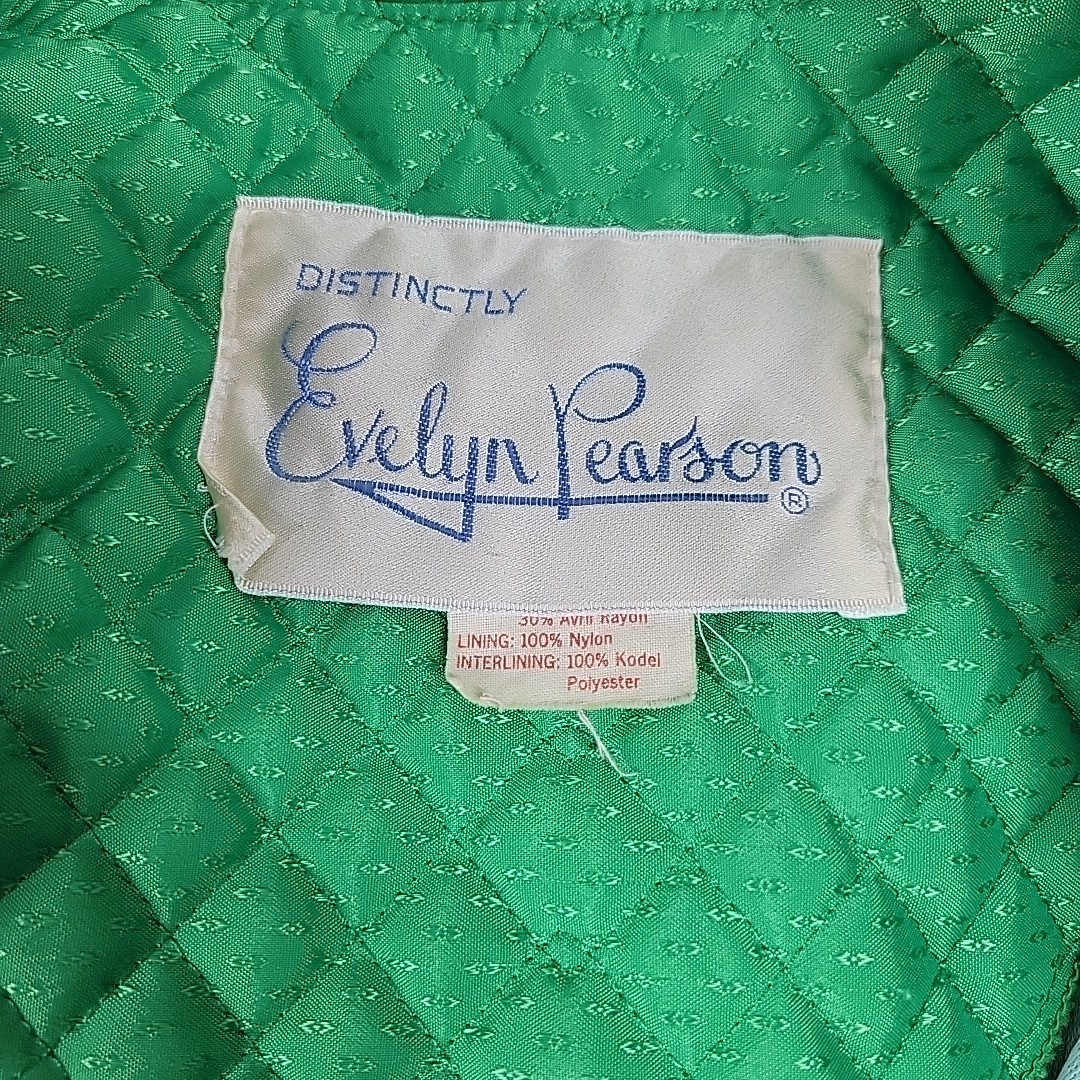 DISTINCTLY
Evelyn Pearson ®
30% Avril Rayon
LINING: 100% Nylon
INTERLINING: 100% Kodel
Polyester